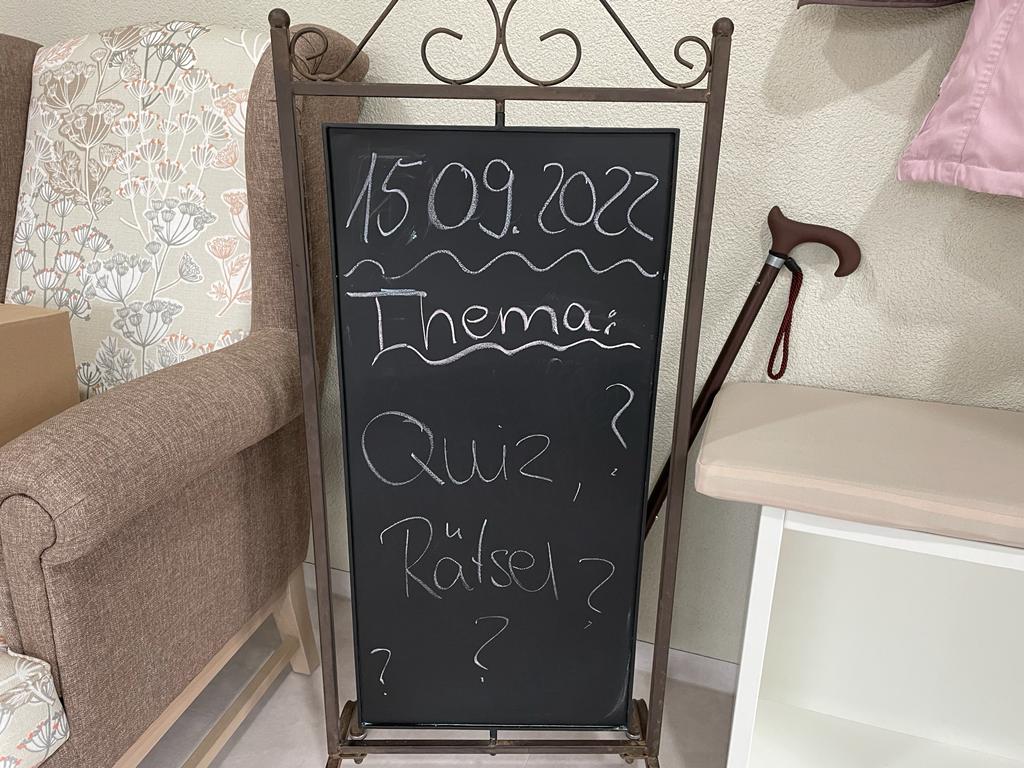 15.09.2022
Thema:
?
Quiz,
Rätsel ?
?
?